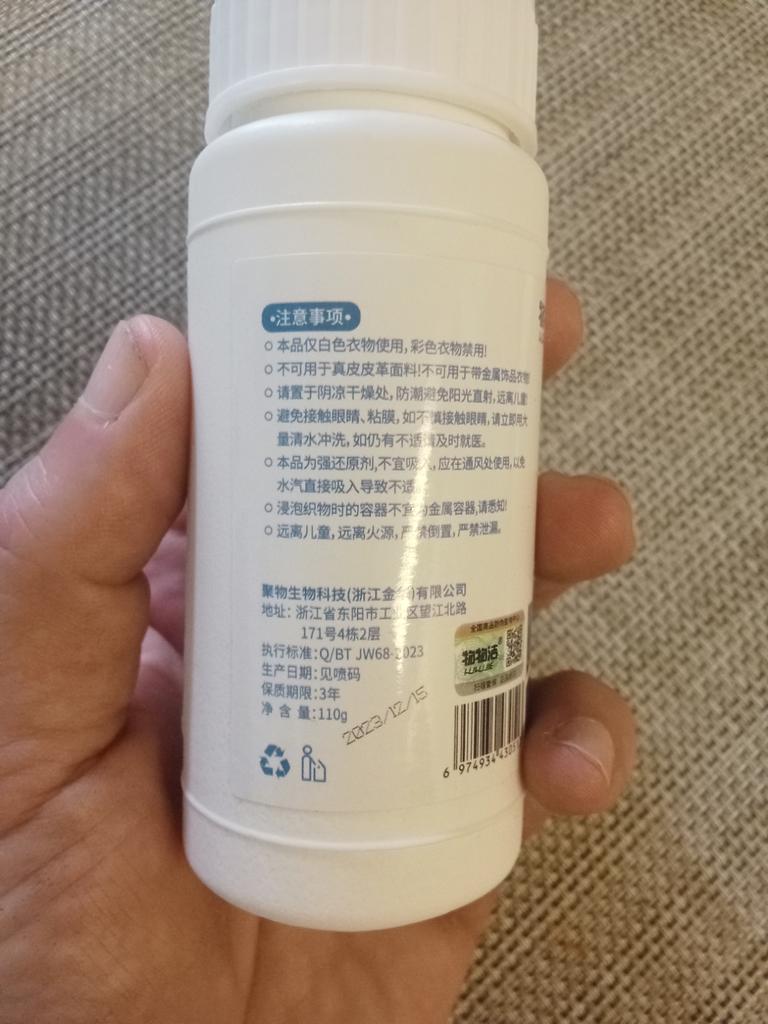 •注意事项•
本品仅白色衣物使用,彩色衣物禁用!
不可用于真皮皮革面料!不可用于带金属饰品衣物!
请置于阴凉干燥处,防潮避免阳光直射,远离儿童!
避免接触眼睛、粘膜,如不慎接触眼睛,请立即用大
量清水冲洗,如仍有不适请及时就医。
本品为强还原剂,不宜吸入,应在通风处使用,以免
水汽直接吸入导致不适。
浸泡织物时的容器不宜为金属容器,请悉知!
远离儿童,远离火源,严禁倒置,严禁泄漏。
聚物生物科技(浙江金华)有限公司
地址: 浙江省东阳市工业区望江北路
171号4栋2层
执行标准:Q/BT JW68-2023
生产日期:见喷码
保质期限:3年
净 含 量:110g
2023/12/15
物物洁®
6 974934 4305